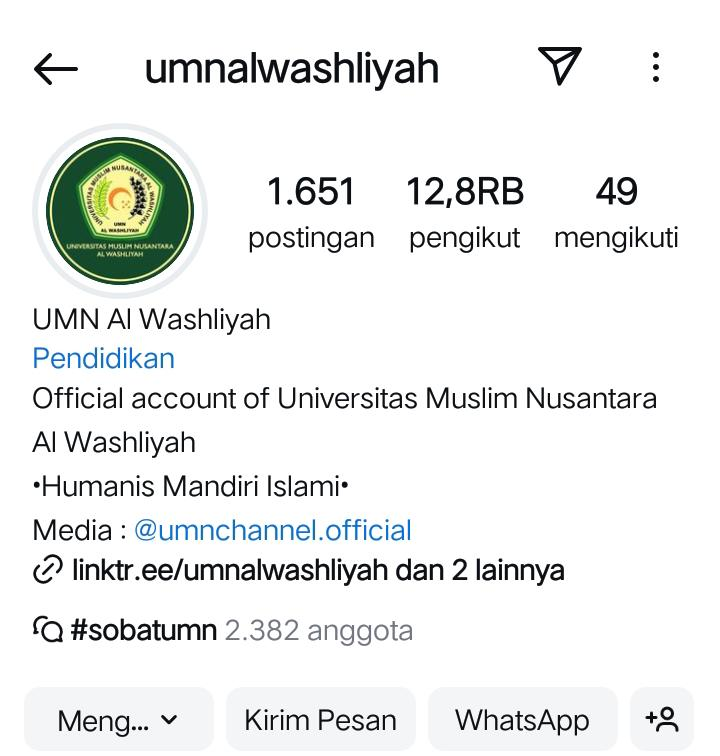 umnalwashliyah
UNIVERSITAS MUSLIM NUSANTARA AL WASHLIYAH
UMN
AL WASHLIYAH
UNIVERSITAS MUSLIM NUSANTARA
AL WASHLIYAH
1.651 12,8RB 49
postingan pengikut mengikuti
UMN Al Washliyah
Pendidikan
Official account of Universitas Muslim Nusantara
Al Washliyah
•Humanis Mandiri Islami•
Media : @umnchannel.official
linktr.ee/umnalwashliyah dan 2 lainnya
#sobatumn 2.382 anggota
Meng... Kirim Pesan WhatsApp